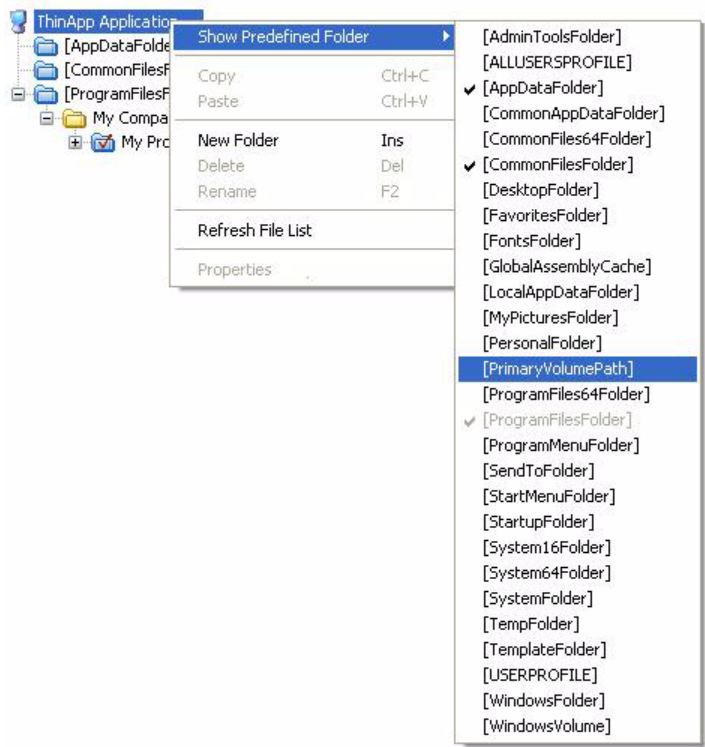 ThinApp Application
[AppDataFolde
[CommonFilesF
[ProgramFilesF
My Compa
My Pro
Show Predefined Folder
Copy Ctrl+C
Paste Ctrl+V
New Folder Ins
Delete Del
Rename F2
Refresh File List
Properties
[AdminToolsFolder]
[ALLUSERSPROFILE]
[AppDataFolder]
[CommonAppDataFolder]
[CommonFiles64Folder]
[CommonFilesFolder]
[DesktopFolder]
[FavoritesFolder]
[FontsFolder]
[GlobalAssemblyCache]
[LocalAppDataFolder]
[MyPicturesFolder]
[PersonalFolder]
[PrimaryVolumePath]
[ProgramFiles64Folder]
[ProgramFilesFolder]
[ProgramMenuFolder]
[SendToFolder]
[StartMenuFolder]
[StartupFolder]
[System16Folder]
[System64Folder]
[SystemFolder]
[TempFolder]
[TemplateFolder]
[USERPROFILE]
[WindowsFolder]
[WindowsVolume]